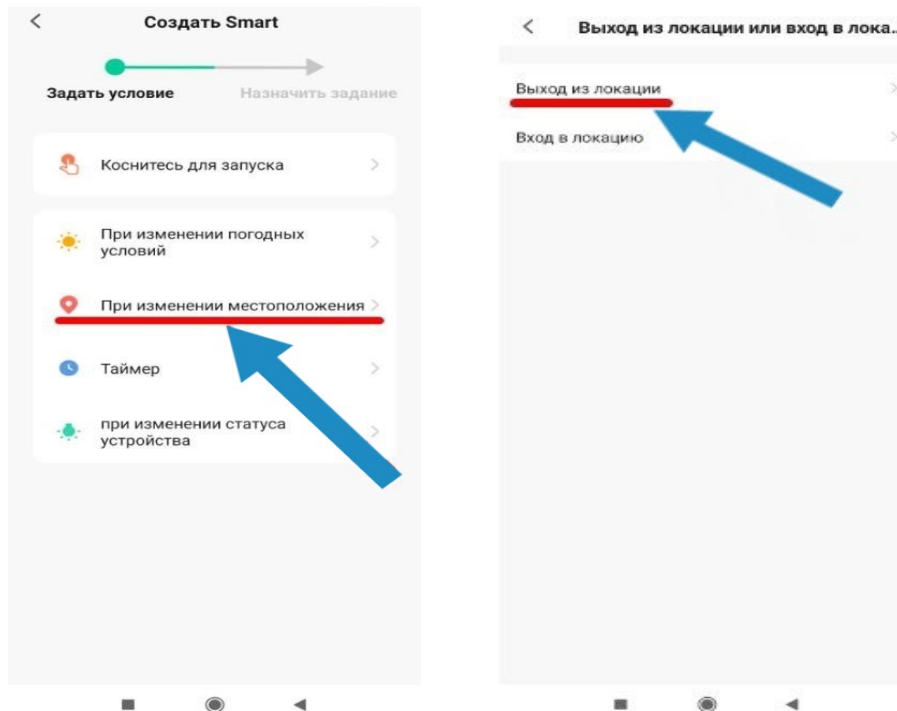 Создать Smart
Задать условие
Назначить задание
Коснитесь для запуска
При изменении погодных
условий
При изменении местоположения
Таймер
при изменении статуса
устройства
Выход из локации или вход в лока...
Выход из локации
Вход в локацию